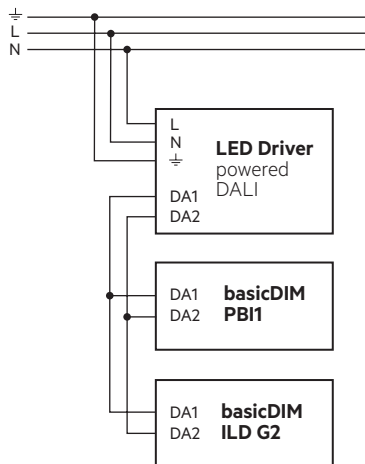 ⏚
L
N
L
N
⏚
LED Driver
powered
DALI
DA1
DA2
DA1
DA2
basicDIM
PBI1
DA1
DA2
basicDIM
ILD G2